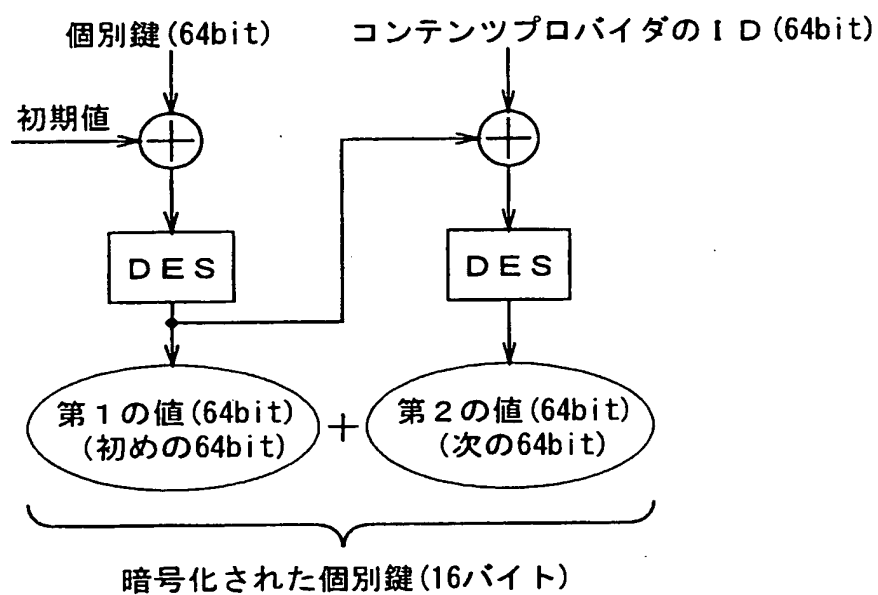 個別鍵(64bit)
コンテンツプロバイダのＩＤ(64bit)
初期値
ＤＥＳ
ＤＥＳ
第１の値(64bit)
(初めの64bit)
+
第２の値(64bit)
(次の64bit)
暗号化された個別鍵(16バイト)